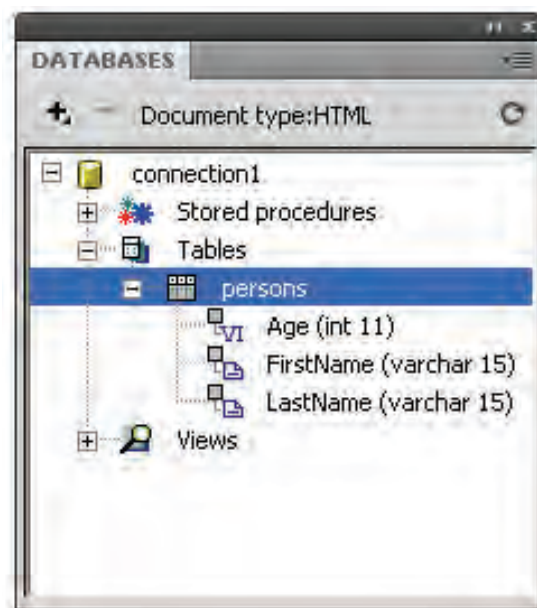 DATABASES
Document type:HTML
connection1
Stored procedures
Tables
persons
Age (int 11)
FirstName (varchar 15)
LastName (varchar 15)
Views